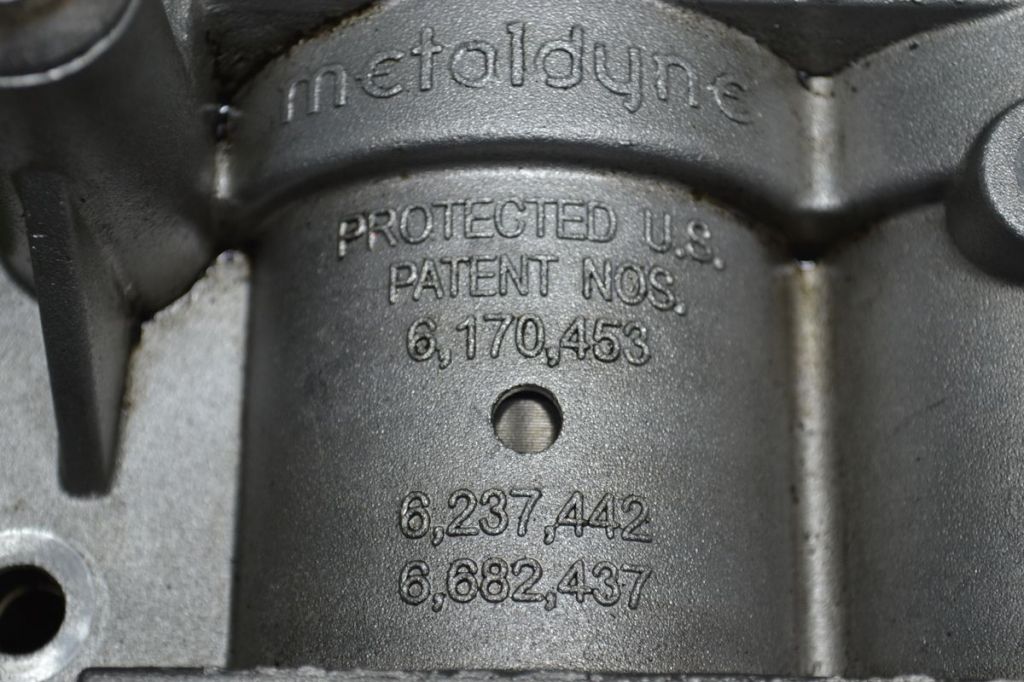 metaldyne
PROTECTED U.S.
PATENT NOS.
6,170,453
6,237,442
6,682,437